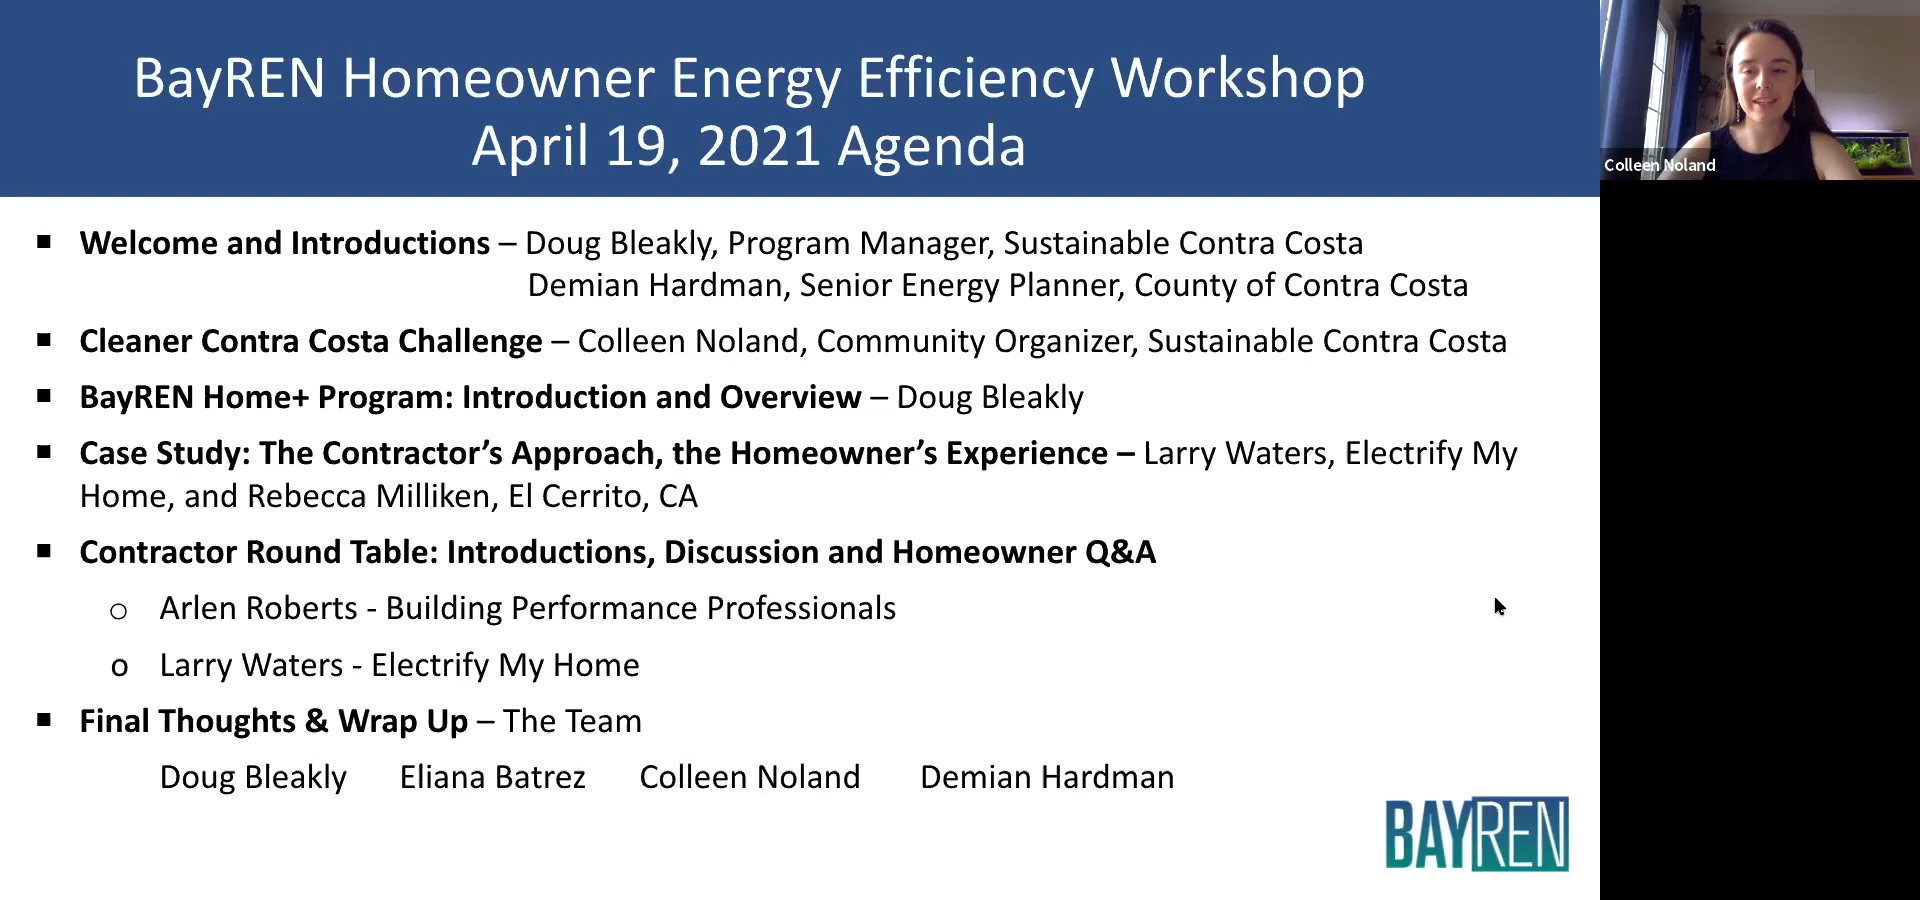 BayREN Homeowner Energy Efficiency Workshop
April 19, 2021 Agenda
Colleen Noland
▪ Welcome and Introductions – Doug Bleakly, Program Manager, Sustainable Contra Costa
Demian Hardman, Senior Energy Planner, County of Contra Costa
▪ Cleaner Contra Costa Challenge – Colleen Noland, Community Organizer, Sustainable Contra Costa
▪ BayREN Home+ Program: Introduction and Overview – Doug Bleakly
▪ Case Study: The Contractor’s Approach, the Homeowner’s Experience – Larry Waters, Electrify My
Home, and Rebecca Milliken, El Cerrito, CA
▪ Contractor Round Table: Introductions, Discussion and Homeowner Q&A
○ Arlen Roberts - Building Performance Professionals
o Larry Waters - Electrify My Home
▪ Final Thoughts & Wrap Up – The Team
Doug Bleakly Eliana Batrez Colleen Noland Demian Hardman
BAYREN